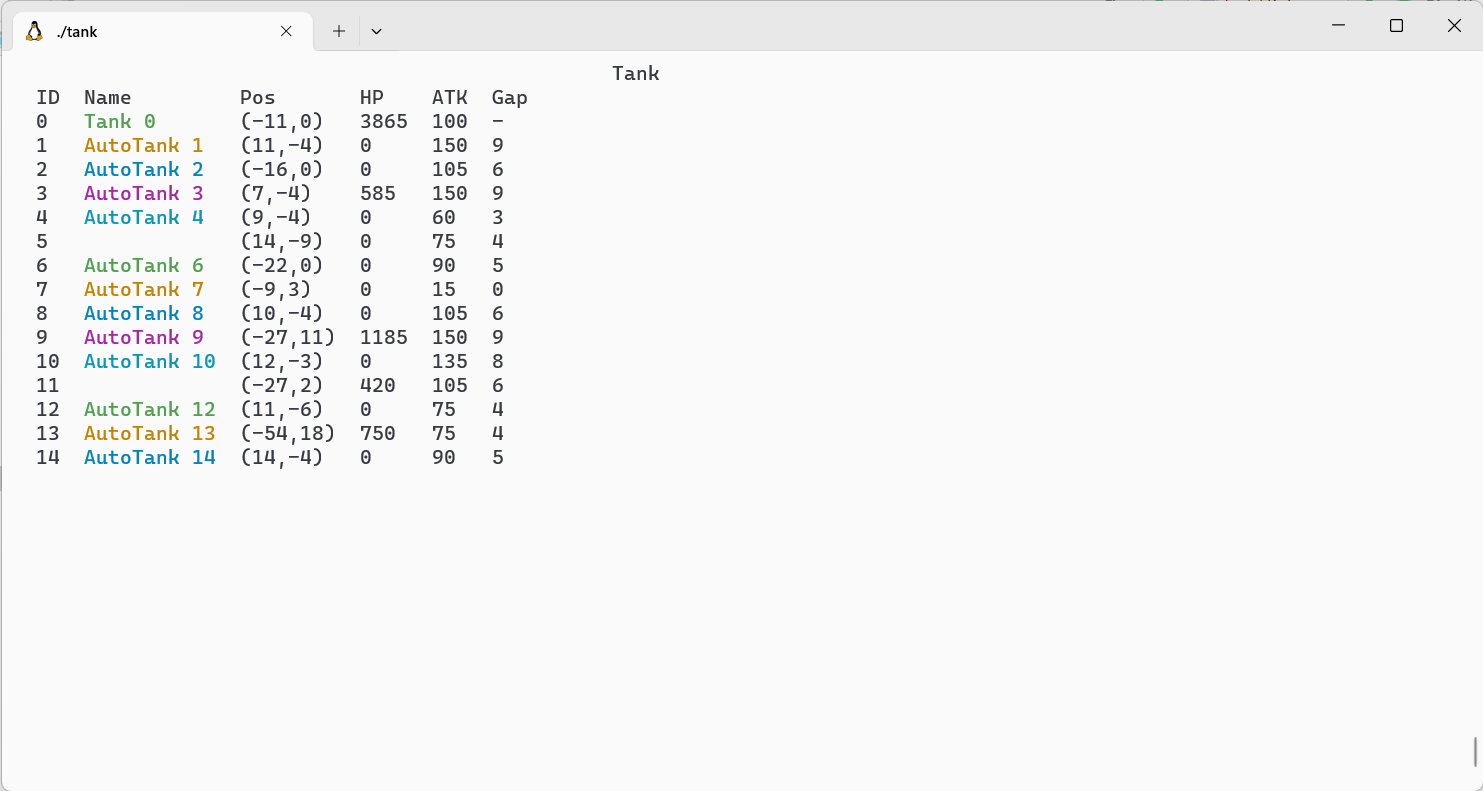 ./tank
Tank
ID Name Pos HP ATK Gap
0 Tank 0 (-11,0) 3865 100 -
1 AutoTank 1 (11,-4) 0 150 9
2 AutoTank 2 (-16,0) 0 105 6
3 AutoTank 3 (7,-4) 585 150 9
4 AutoTank 4 (9,-4) 0 60 3
5 (14,-9) 0 75 4
6 AutoTank 6 (-22,0) 0 90 5
7 AutoTank 7 (-9,3) 0 15 0
8 AutoTank 8 (10,-4) 0 105 6
9 AutoTank 9 (-27,11) 1185 150 9
10 AutoTank 10 (12,-3) 0 135 8
11 (-27,2) 420 105 6
12 AutoTank 12 (11,-6) 0 75 4
13 AutoTank 13 (-54,18) 750 75 4
14 AutoTank 14 (14,-4) 0 90 5